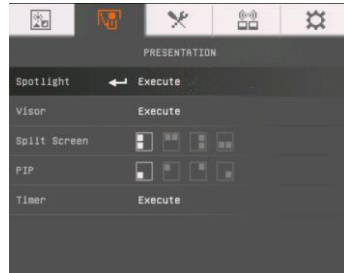 PRESENTATION
Spotlight Execute
Visor Execute
Split Screen
PIP
Timer Execute